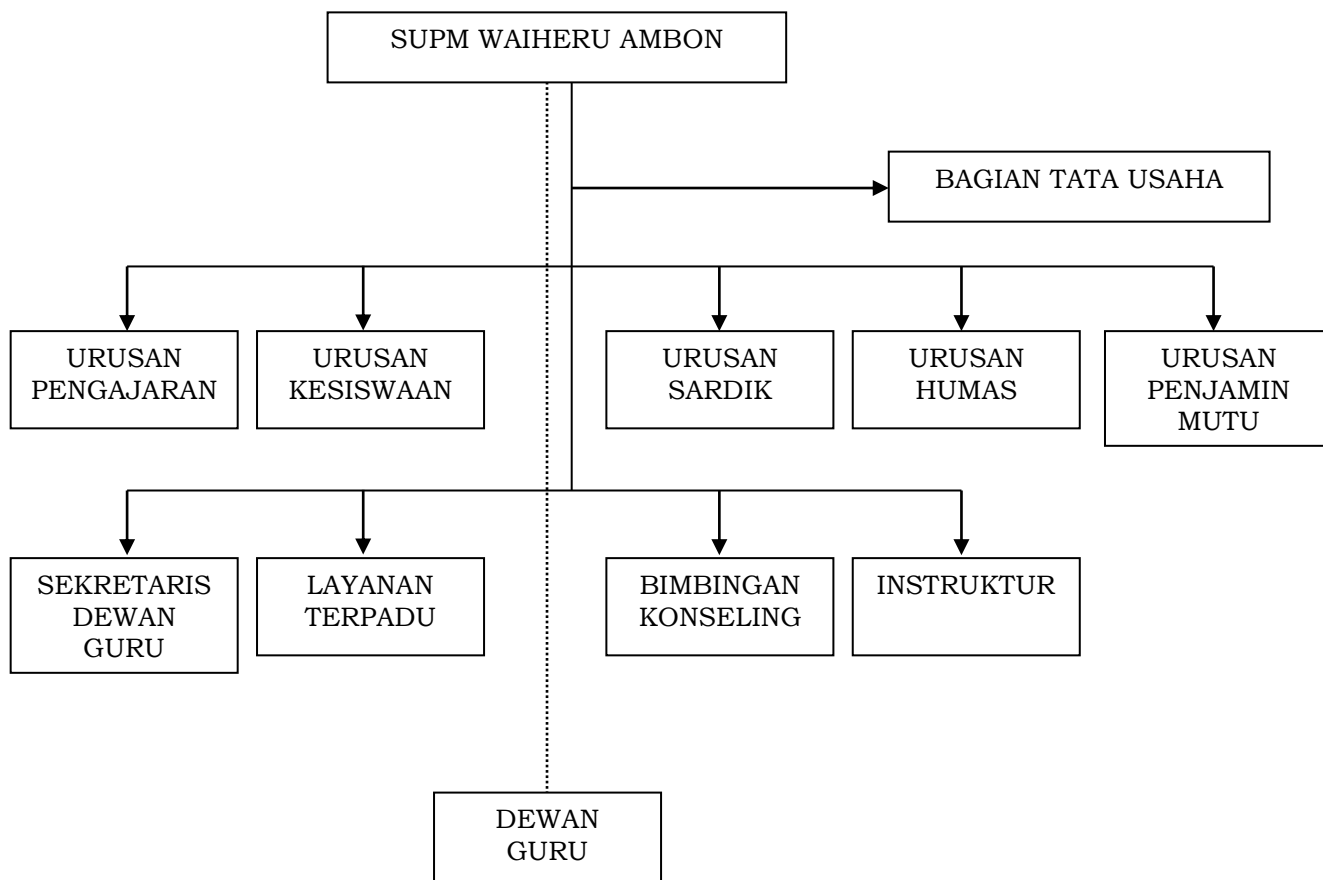 SUPM WAIHERU AMBON
BAGIAN TATA USAHA
URUSAN
PENGAJARAN
URUSAN
KESISWAAN
URUSAN
SARDIK
URUSAN
HUMAS
URUSAN
PENJAMIN
MUTU
SEKRETARIS
DEWAN
GURU
LAYANAN
TERPADU
BIMBINGAN
KONSELING
INSTRUKTUR
DEWAN
GURU